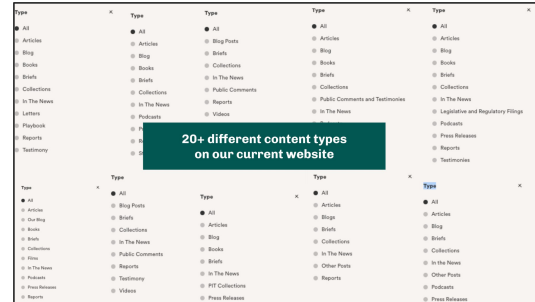 Type ×
All
Articles
Blog
Books
Briefs
Collections
In The News
Letters
Playbook
Reports
Testimony
Type
All
Articles
Blog
Books
Briefs
Collections
In The News
Podcasts
Type
All
Blog Posts
Briefs
Collections
In The News
Public Comments
Reports
Videos
Type ×
All
Articles
Blog
Books
Briefs
Collections
Public Comments and Testimonies
In The News
Type ×
All
Articles
Blog
Books
Briefs
Collections
In The News
Legislative and Regulatory Filings
Podcasts
Press Releases
Reports
Testimonies
20+ different content types
on our current website
Type ×
All
Articles
Our Blog
Books
Briefs
Collections
Films
In The News
Podcasts
Press Releases
Reports
Type
All
Blog Posts
Briefs
Collections
In The News
Public Comments
Reports
Testimony
Videos
Type ×
All
Articles
Blog
Books
Briefs
In The News
PIT Collections
Press Releases
Type ×
All
Articles
Blogs
Briefs
Collections
In The News
Other Posts
Reports
Type ×
All
Articles
Blog
Briefs
Collections
In the News
Other Posts
Podcasts
Press Releases